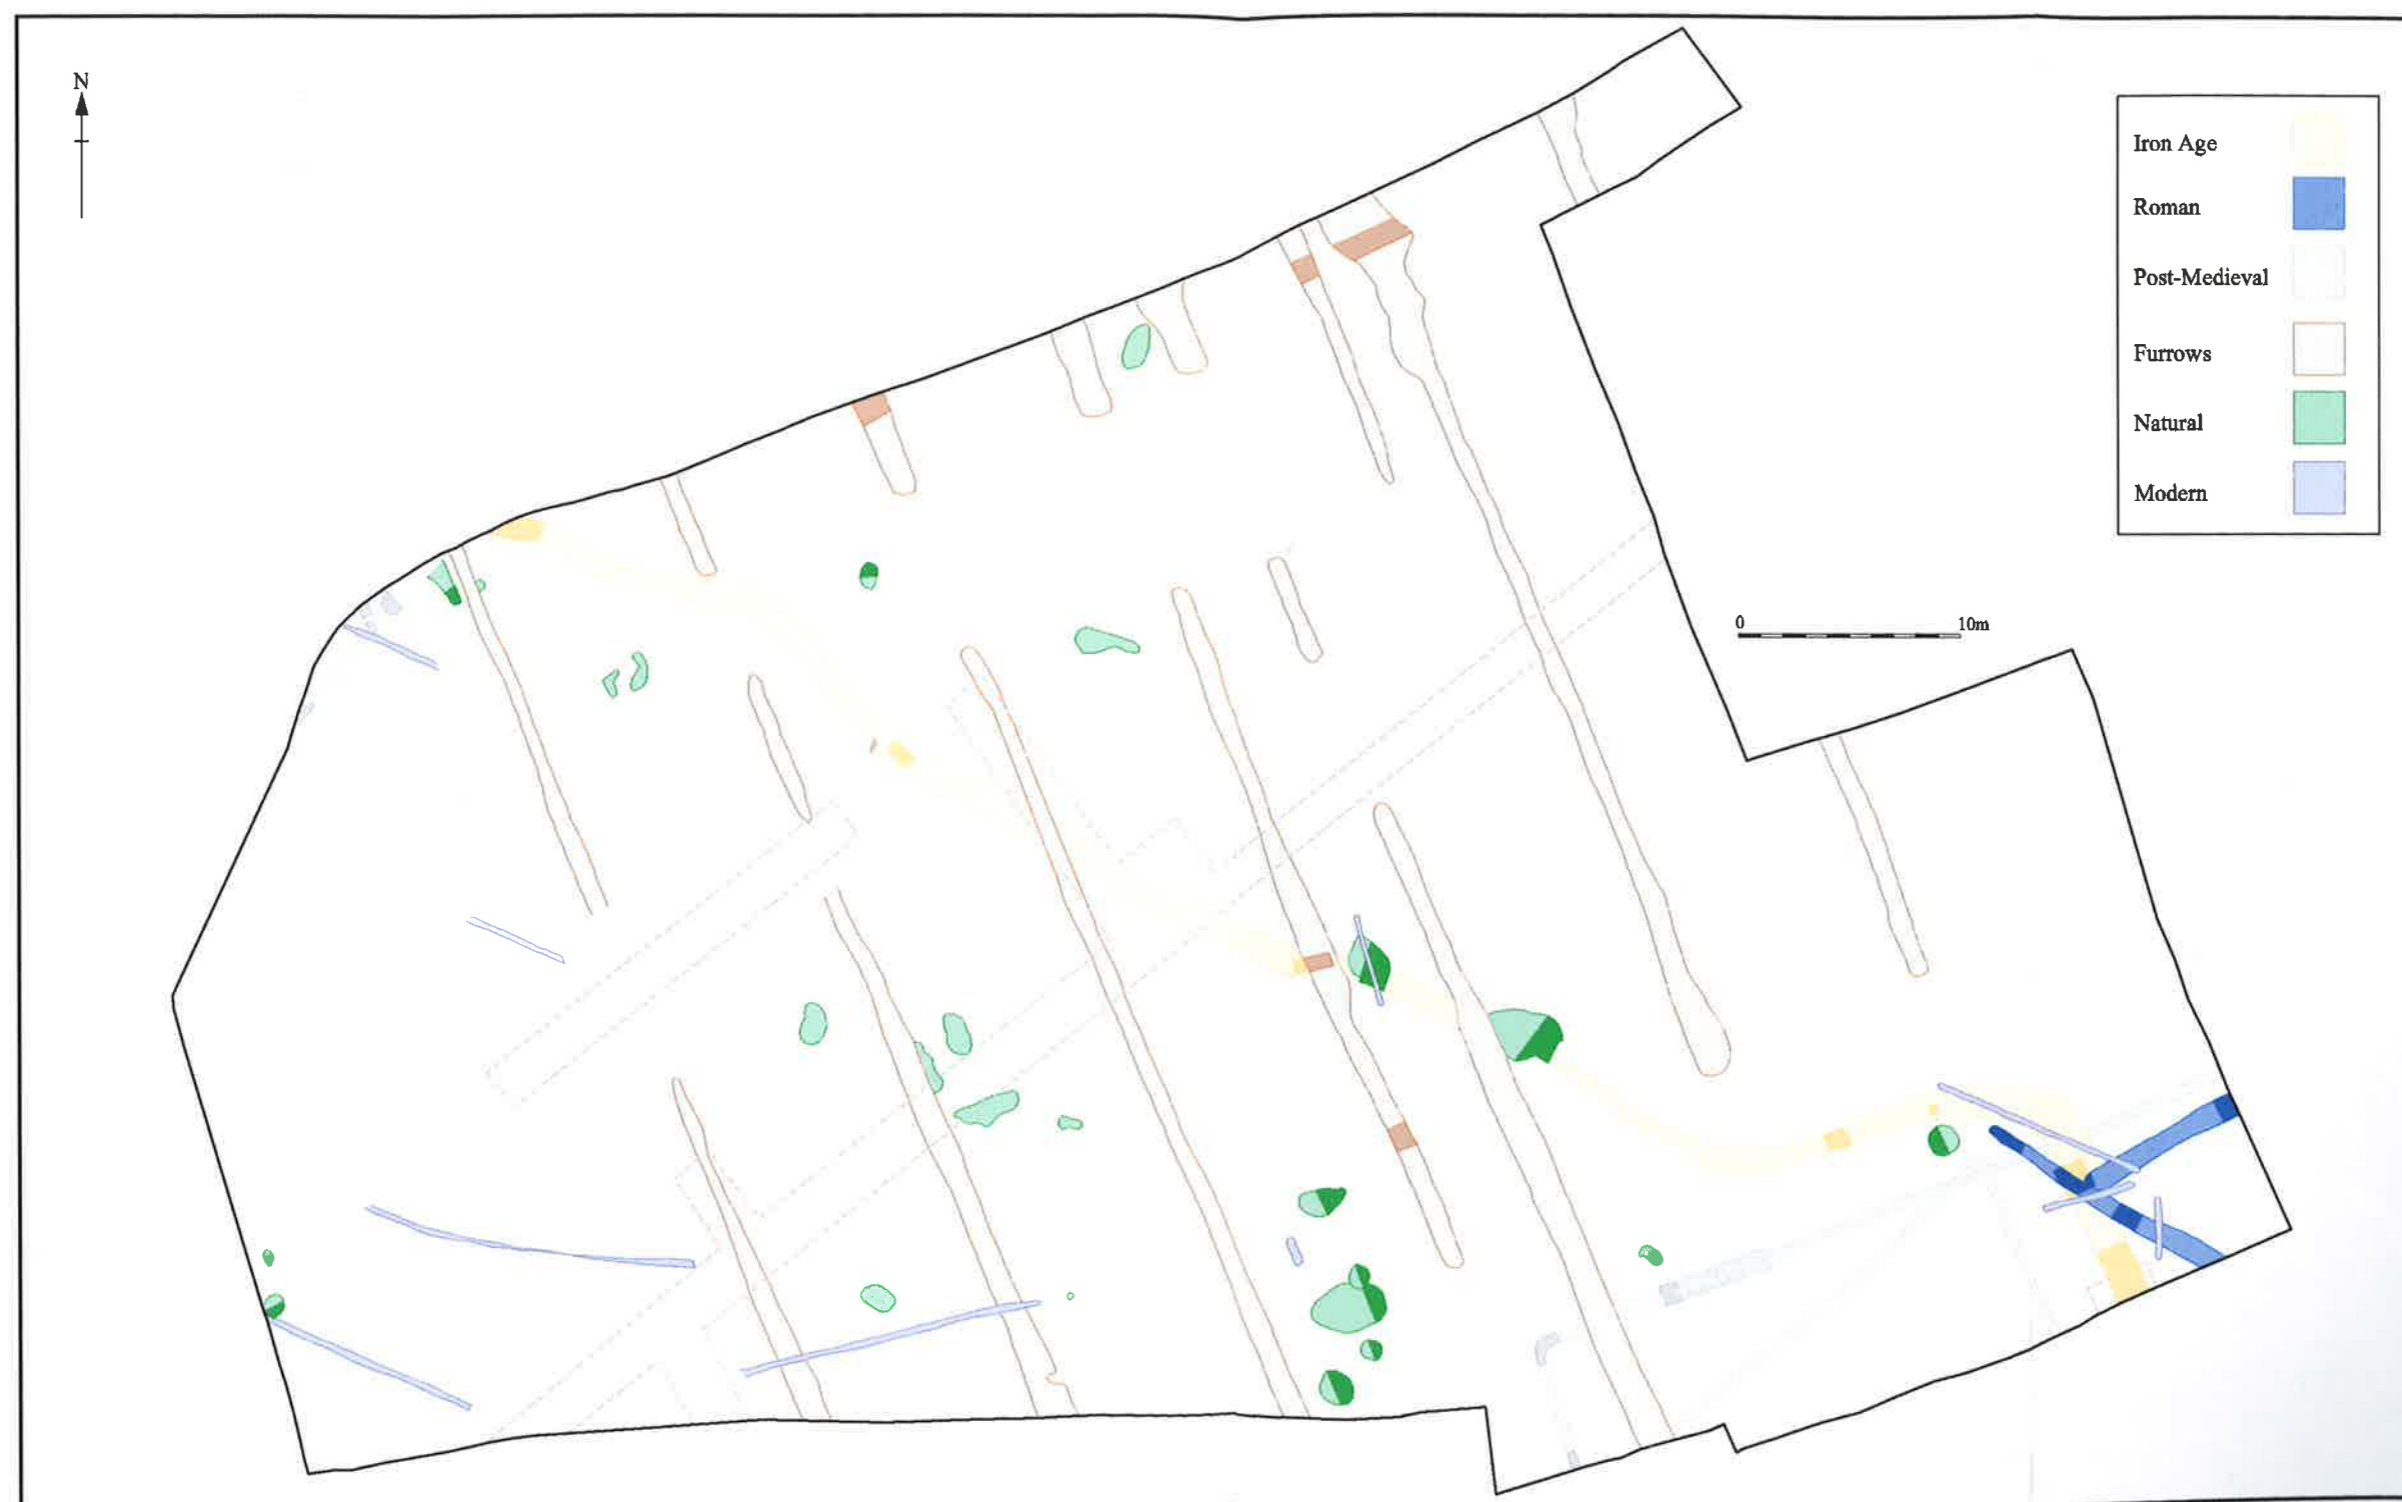 N
Iron Age
Roman
Post-Medieval
Furrows
Natural
Modern
0 10m